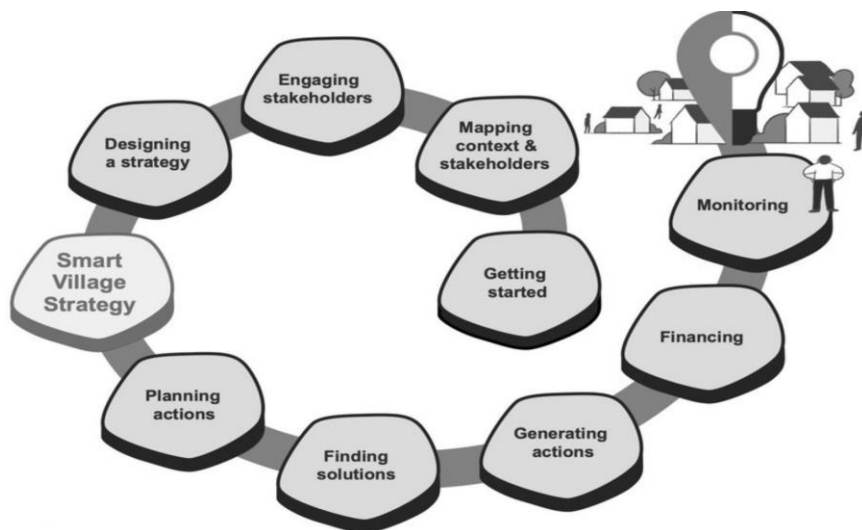 Getting
started
Mapping
context &
stakeholders
Engaging
stakeholders
Designing
a strategy
Smart
Village
Strategy
Planning
actions
Finding
solutions
Generating
actions
Financing
Monitoring